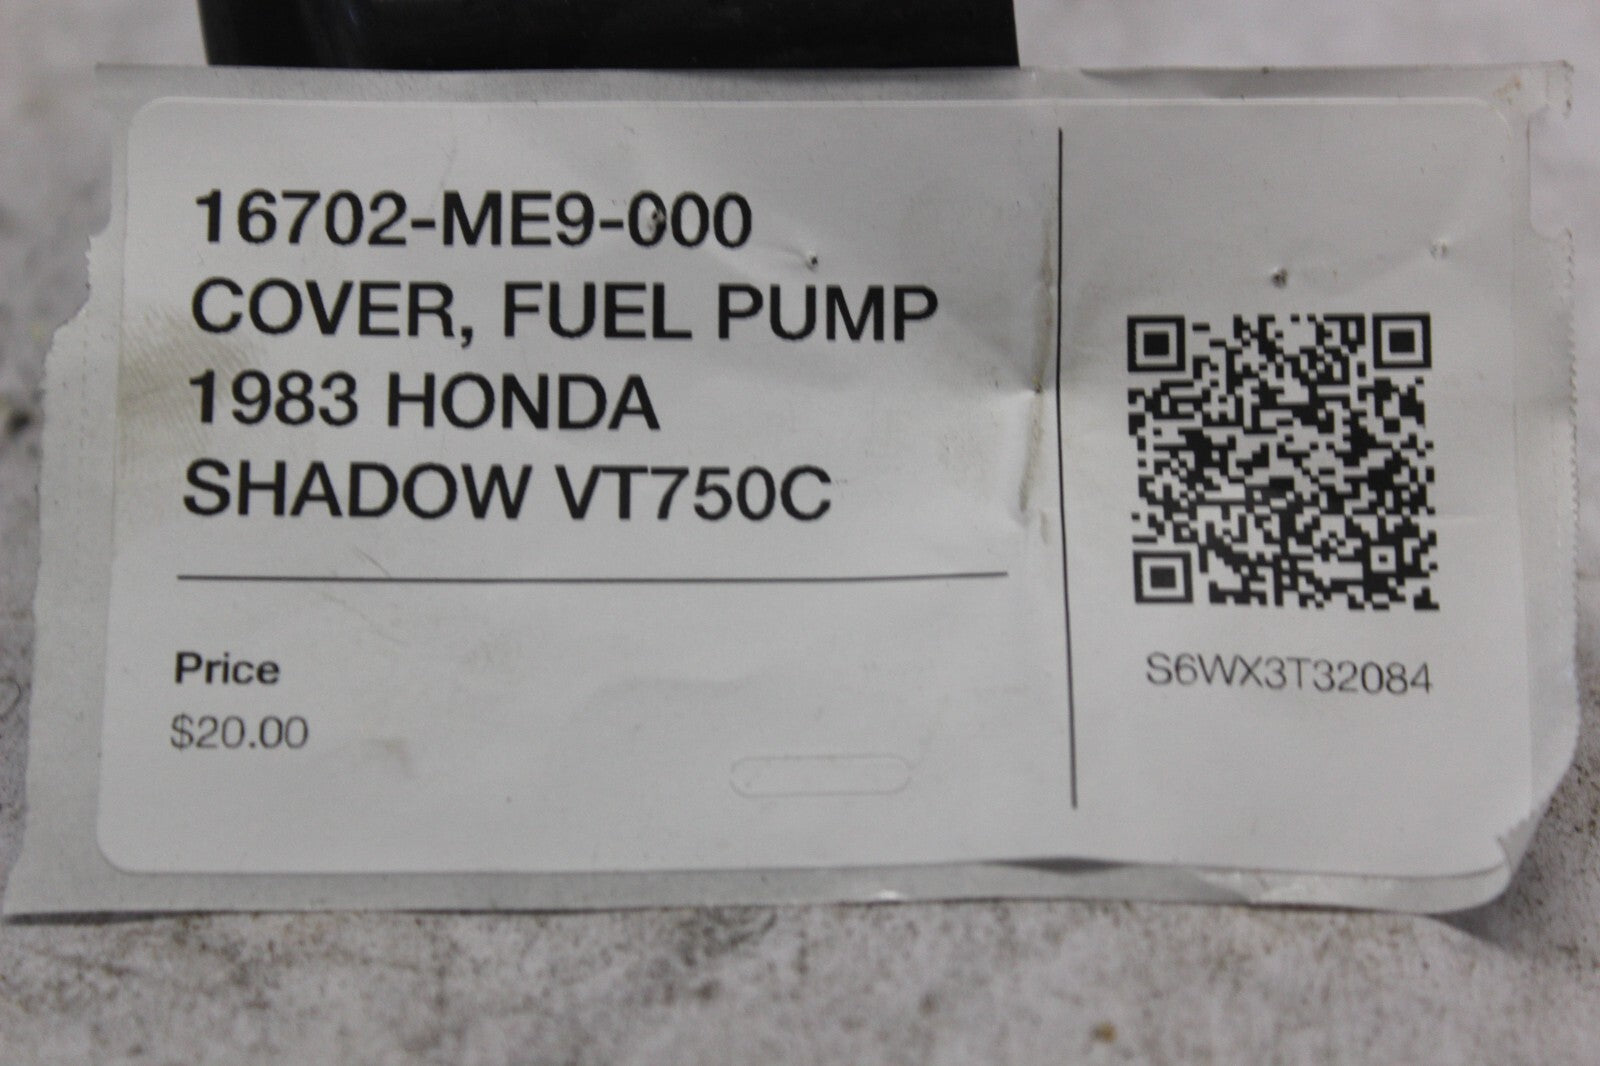 16702-ME9-000
COVER, FUEL PUMP
1983 HONDA
SHADOW VT750C
Price
$20.00
S6WX3T32084